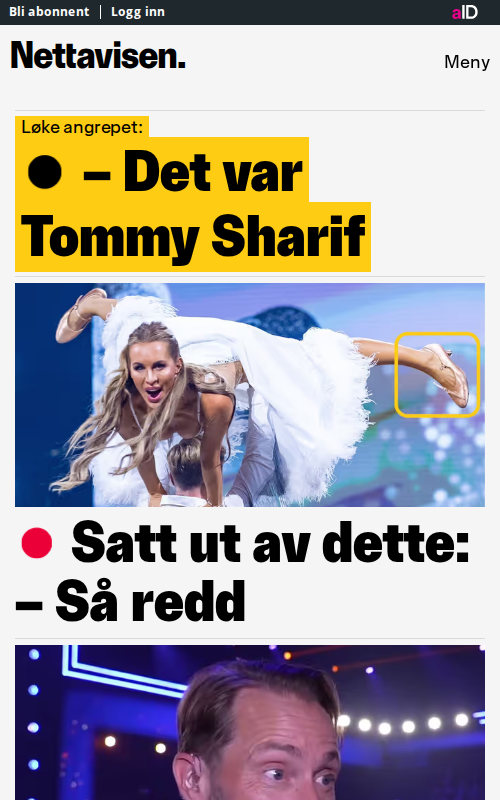 Bli abonnent | Logg inn
aID
Nettavisen.
Meny
Løke angrepet:
– Det var
Tommy Sharif
Satt ut av dette:
– Så redd